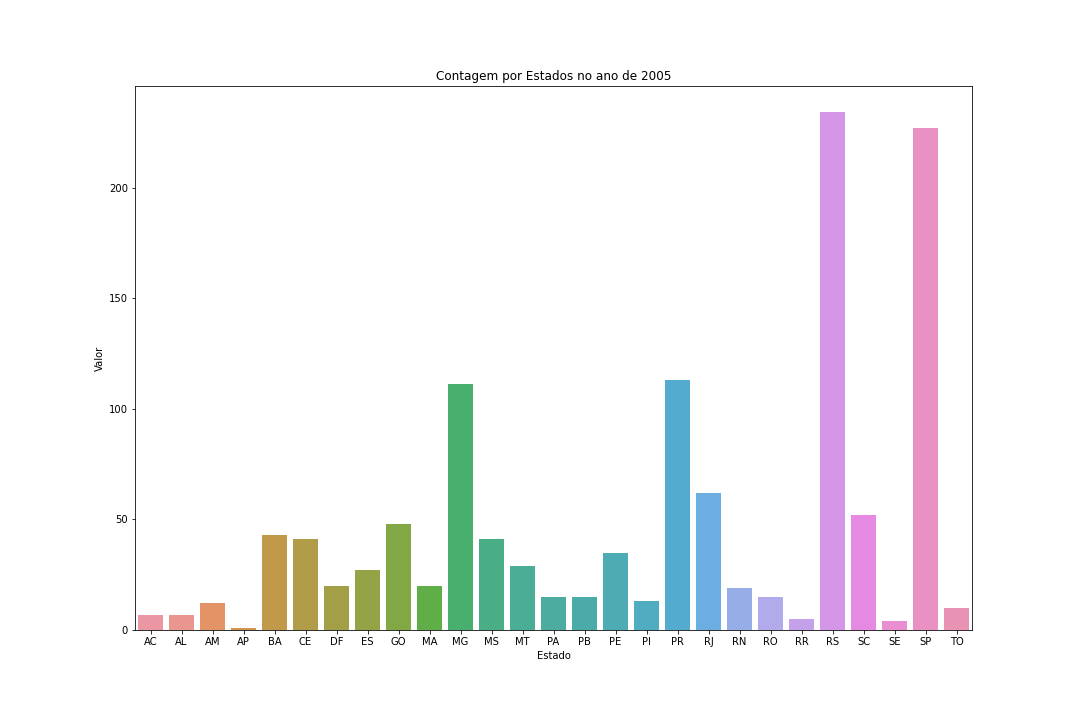 Contagem por Estados no ano de 2005
Valor
200
150
100
50
0
AC AL AM AP BA CE DF ES GO MA MG MS MT PA PB PE PI PR RJ RN RO RR RS SC SE SP TO
Estado